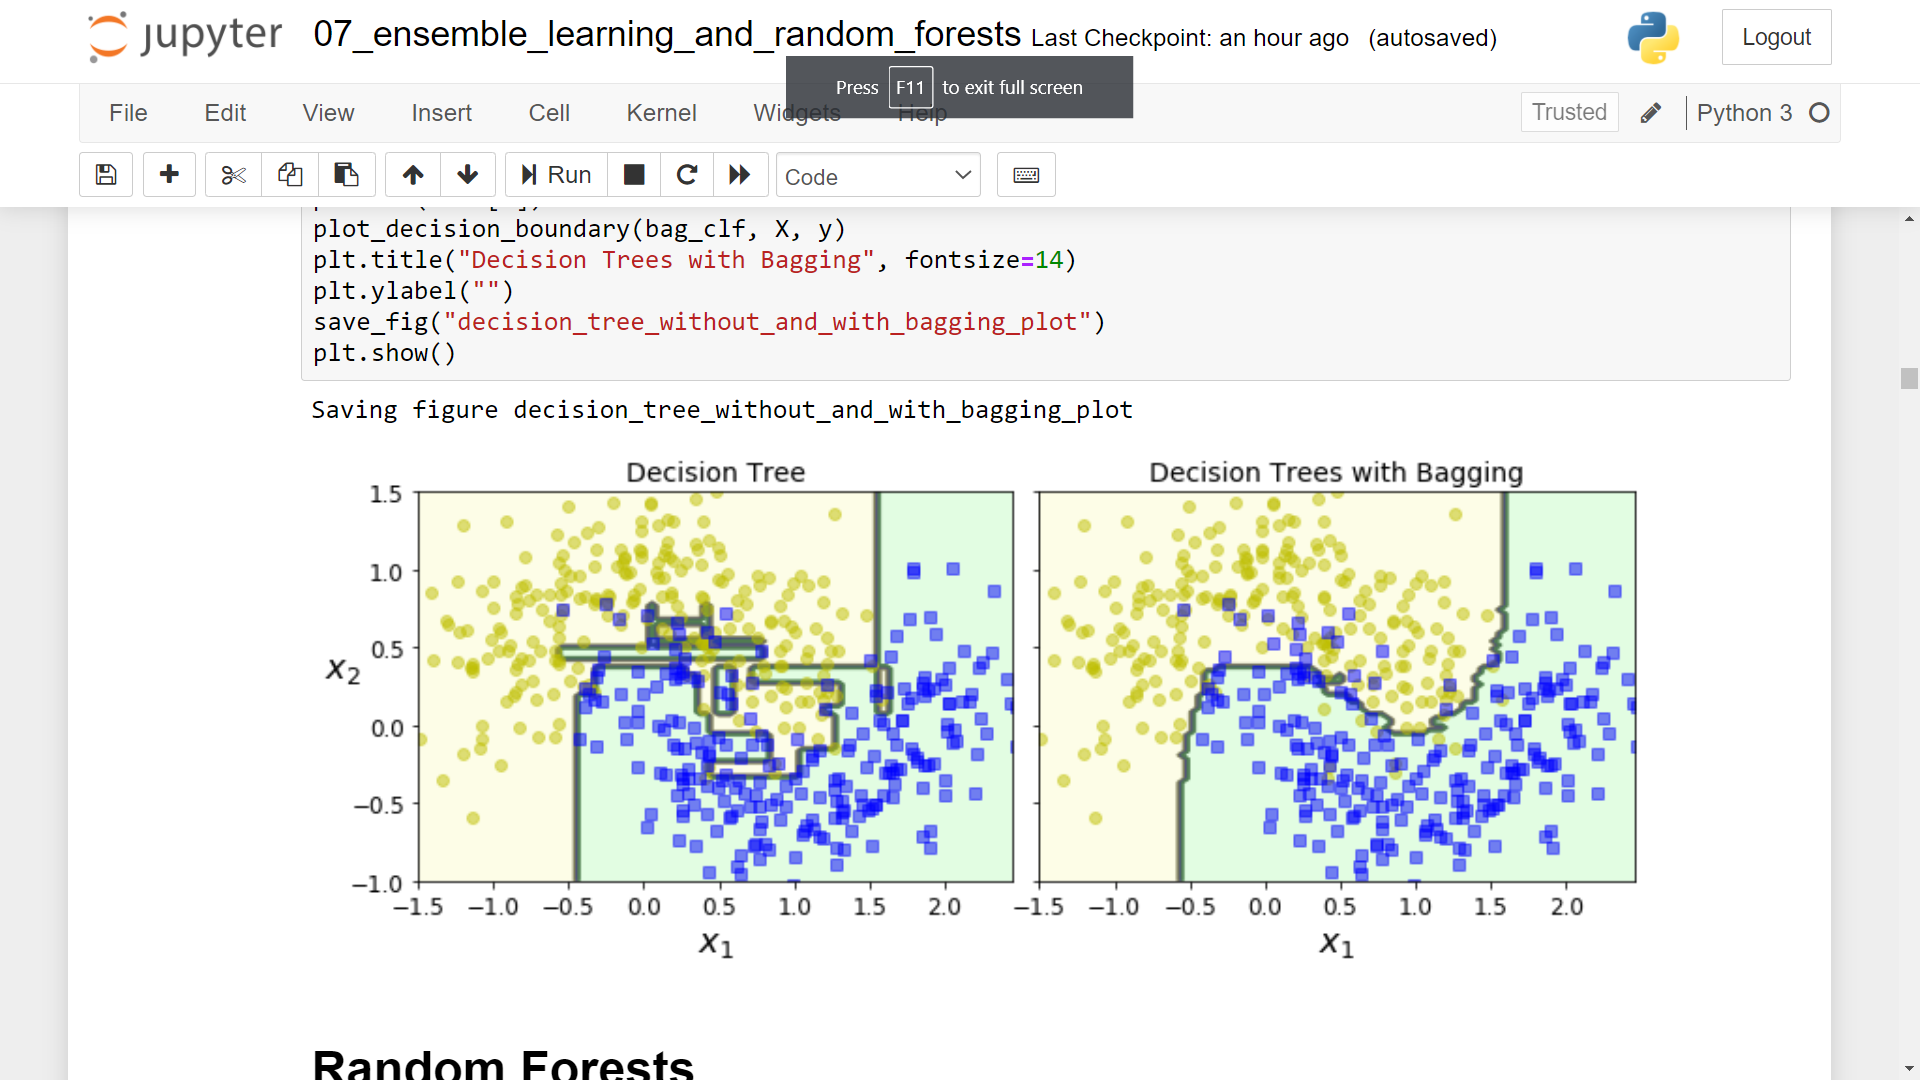 jupyter 07_ensemble_learning_and_random_forests Last Checkpoint: an hour ago (autosaved) Logout
Press F11 to exit full screen
File Edit View Insert Cell Kernel Widgets Help Trusted Python 3
Run Code
plot_decision_boundary(bag_clf, X, y)
plt.title("Decision Trees with Bagging", fontsize=14)
plt.ylabel("")
save_fig("decision_tree_without_and_with_bagging_plot")
plt.show()
Saving figure decision_tree_without_and_with_bagging_plot
Decision Tree
1.5
1.0
0.5
0.0
−0.5
−1.0
x₂
−1.5 −1.0 −0.5 0.0 0.5 1.0 1.5 2.0
x₁
Decision Trees with Bagging
−1.5 −1.0 −0.5 0.0 0.5 1.0 1.5 2.0
x₁
Random Forests